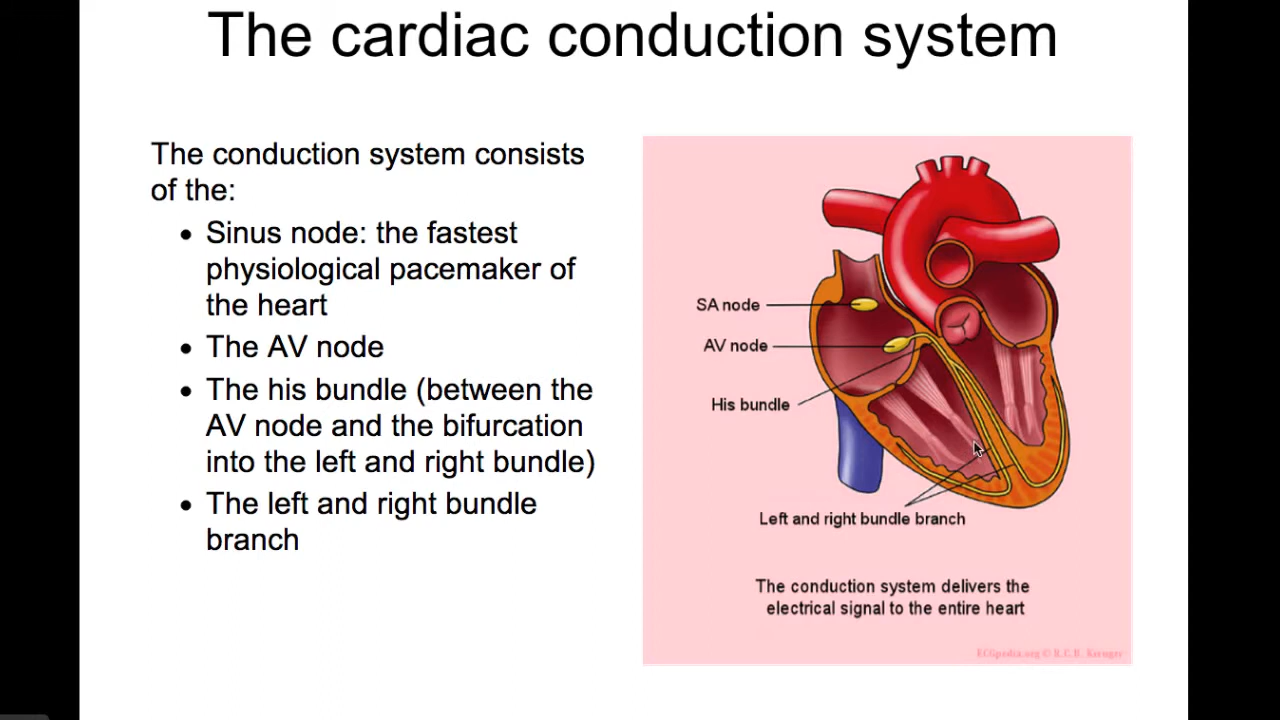 The cardiac conduction system
The conduction system consists
of the:
• Sinus node: the fastest
physiological pacemaker of
the heart
• The AV node
• The his bundle (between the
AV node and the bifurcation
into the left and right bundle)
• The left and right bundle
branch
SA node
AV node
His bundle
Left and right bundle branch
The conduction system delivers the
electrical signal to the entire heart
ECGpedia.org © R.C.B. Kreuger